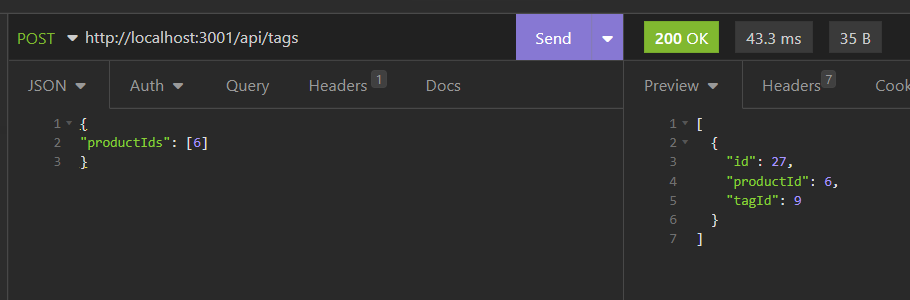 POST http://localhost:3001/api/tags Send 200 OK 43.3 ms 35 B
JSON Auth Query Headers 1 Docs Preview Headers 7 Cook
1 {
2 "productIds": [6]
3 }
1 [
2 {
3 "id": 27,
4 "productId": 6,
5 "tagId": 9
6 }
7 ]